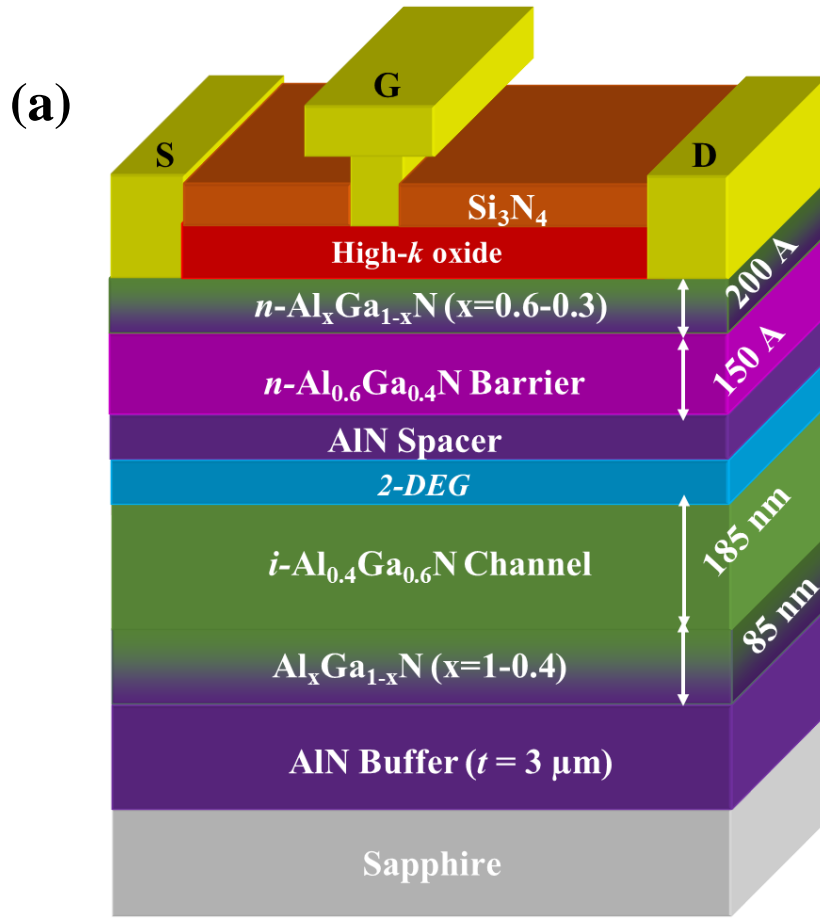 (a)
G
S
D
Si₃N₄
High-k oxide
n-AlₓGa₁₋ₓN (x=0.6-0.3)
200 A
n-Al₀.₆Ga₀.₄N Barrier
150 A
AlN Spacer
2-DEG
i-Al₀.₄Ga₀.₆N Channel
185 nm
AlₓGa₁₋ₓN (x=1-0.4)
85 nm
AlN Buffer (t = 3 μm)
Sapphire